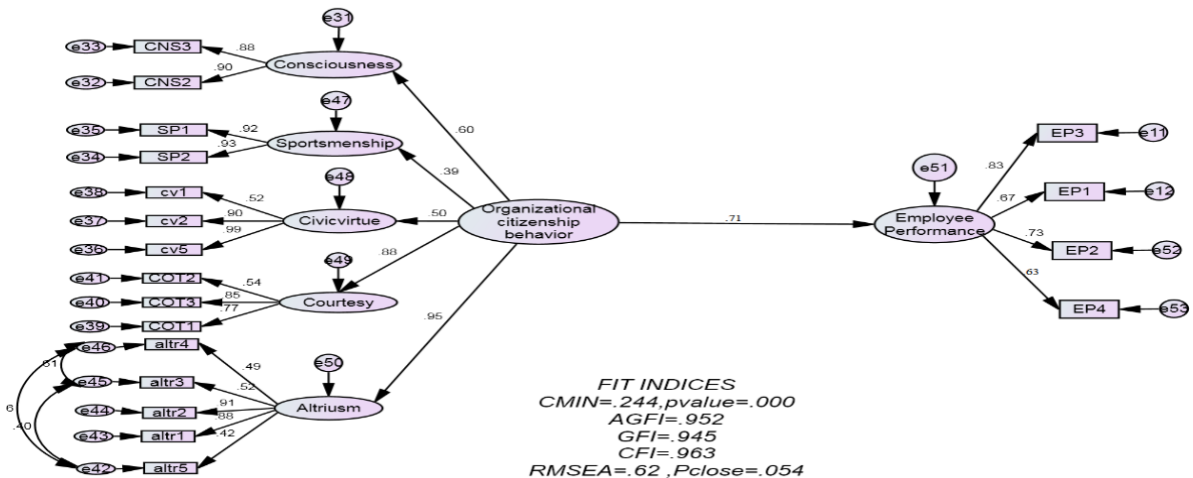 e31
e33 CNS3 .88
Consciousness
e32 CNS2 .90
e47
.60
e35 SP1 .92
Sportsmenship
e34 SP2 .93
.39
e48
e38 cv1 .52
e37 cv2 .90
Civicvirtue
.50
e36 cv5 .99
Organizational
citizenship
behavior
.71
e49
.88
e41 COT2 .54
e40 COT3 .85
Courtesy
e39 COT1 .77
.95
e46 altr4 .49
e50
e45 altr3 .52
e44 altr2 .91
Altriusm
e43 altr1 .88
e42 altr5 .42
.40
e51
Employee
Performance
.83 EP3 e11
.67 EP1 e12
.73 EP2 e52
.63 EP4 e53
FIT INDICES
CMIN=.244,pvalue=.000
AGFI=.952
GFI=.945
CFI=.963
RMSEA=.62 ,Pclose=.054